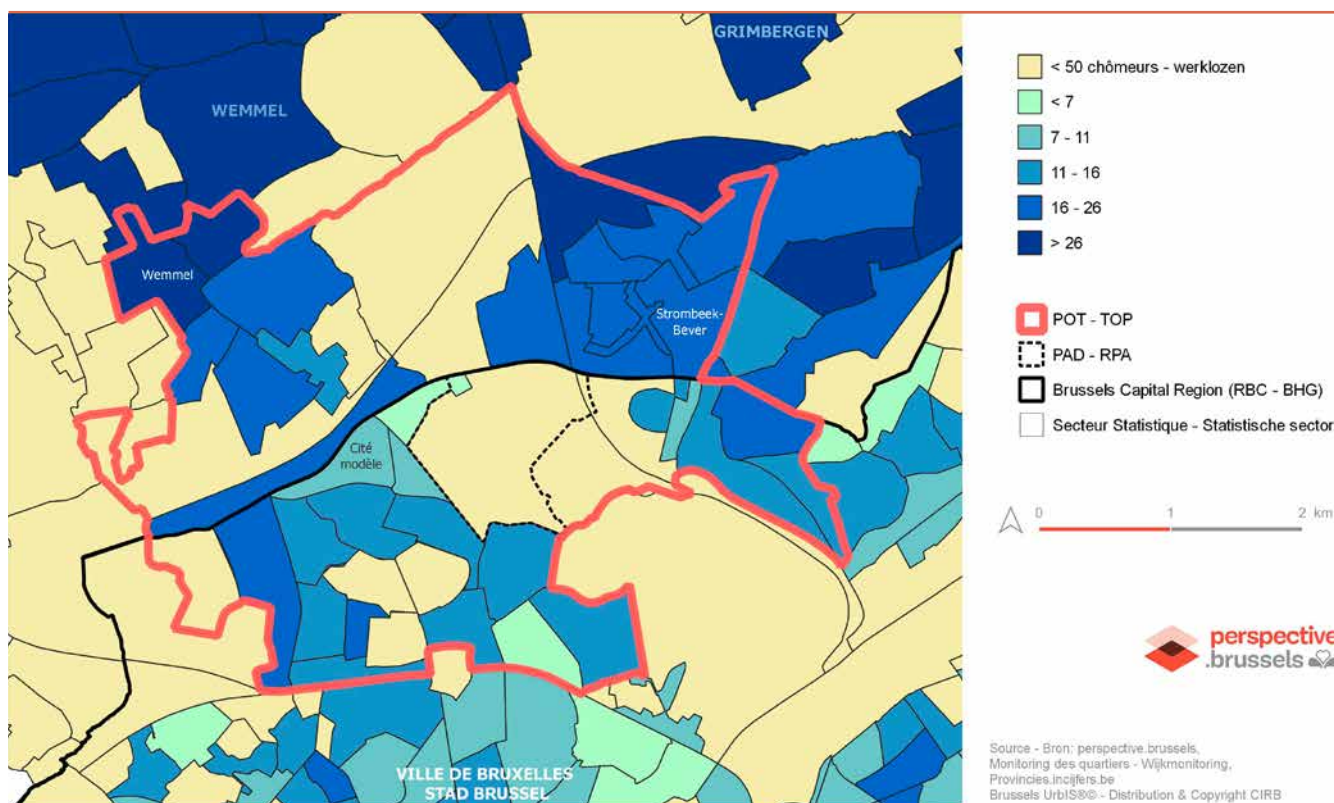 GRIMBERGEN
WEMMEL
Wemmel
Strombeek-
Bever
Cité
modèle
VILLE DE BRUXELLES
STAD BRUSSEL
< 50 chômeurs - werklozen
< 7
7 - 11
11 - 16
16 - 26
> 26
POT - TOP
PAD - RPA
Brussels Capital Region (RBC - BHG)
Secteur Statistique - Statistische sector
0 1 2 km
perspective
.brussels
Source - Bron: perspective.brussels,
Monitoring des quartiers - Wijkmonitoring,
Provincies.incijfers.be
Brussels UrbIS®© - Distribution & Copyright CIRB